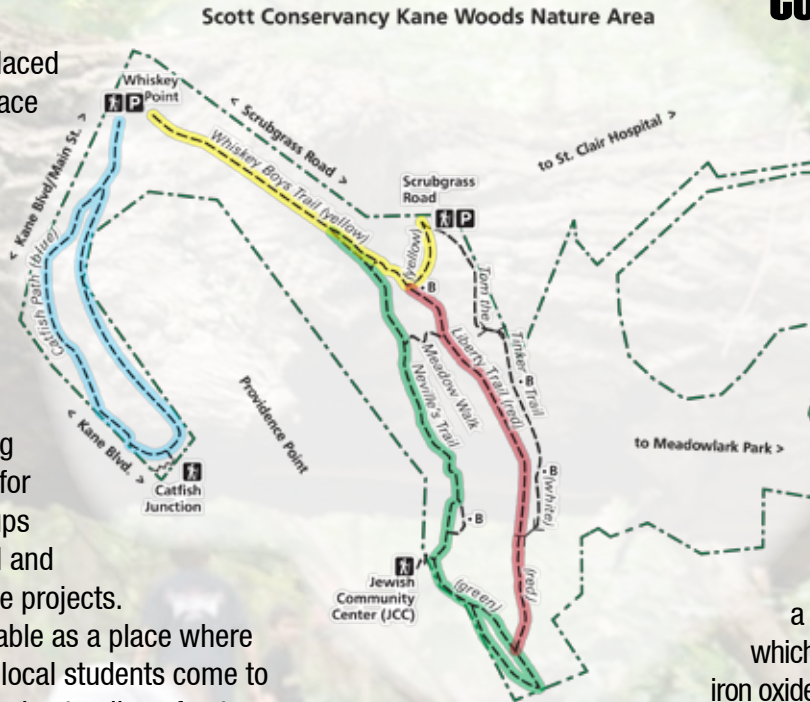 Scott Conservancy Kane Woods Nature Area
laced
ace
Whiskey
Point
P
< Scrubgrass Road >
to St. Clair Hospital >
< Kane Blvd/Main St. >
Whiskey Boys Trail (yellow)
Scrubgrass
Road
P
(yellow)
B
Catfish Path (blue)
Tom the
Tinker
Trail
(white)
Liberty Trail (red)
Meadow Walk
Neville's Trail
B
Providence Point
to Meadowlark Park >
< Kane Blvd. >
B
Catfish
Junction
B
Jewish
Community
Center (JCC)
(green)
(red)
g
for
ups
l and
e projects.
able as a place where
local students come to
a
which
iron oxide